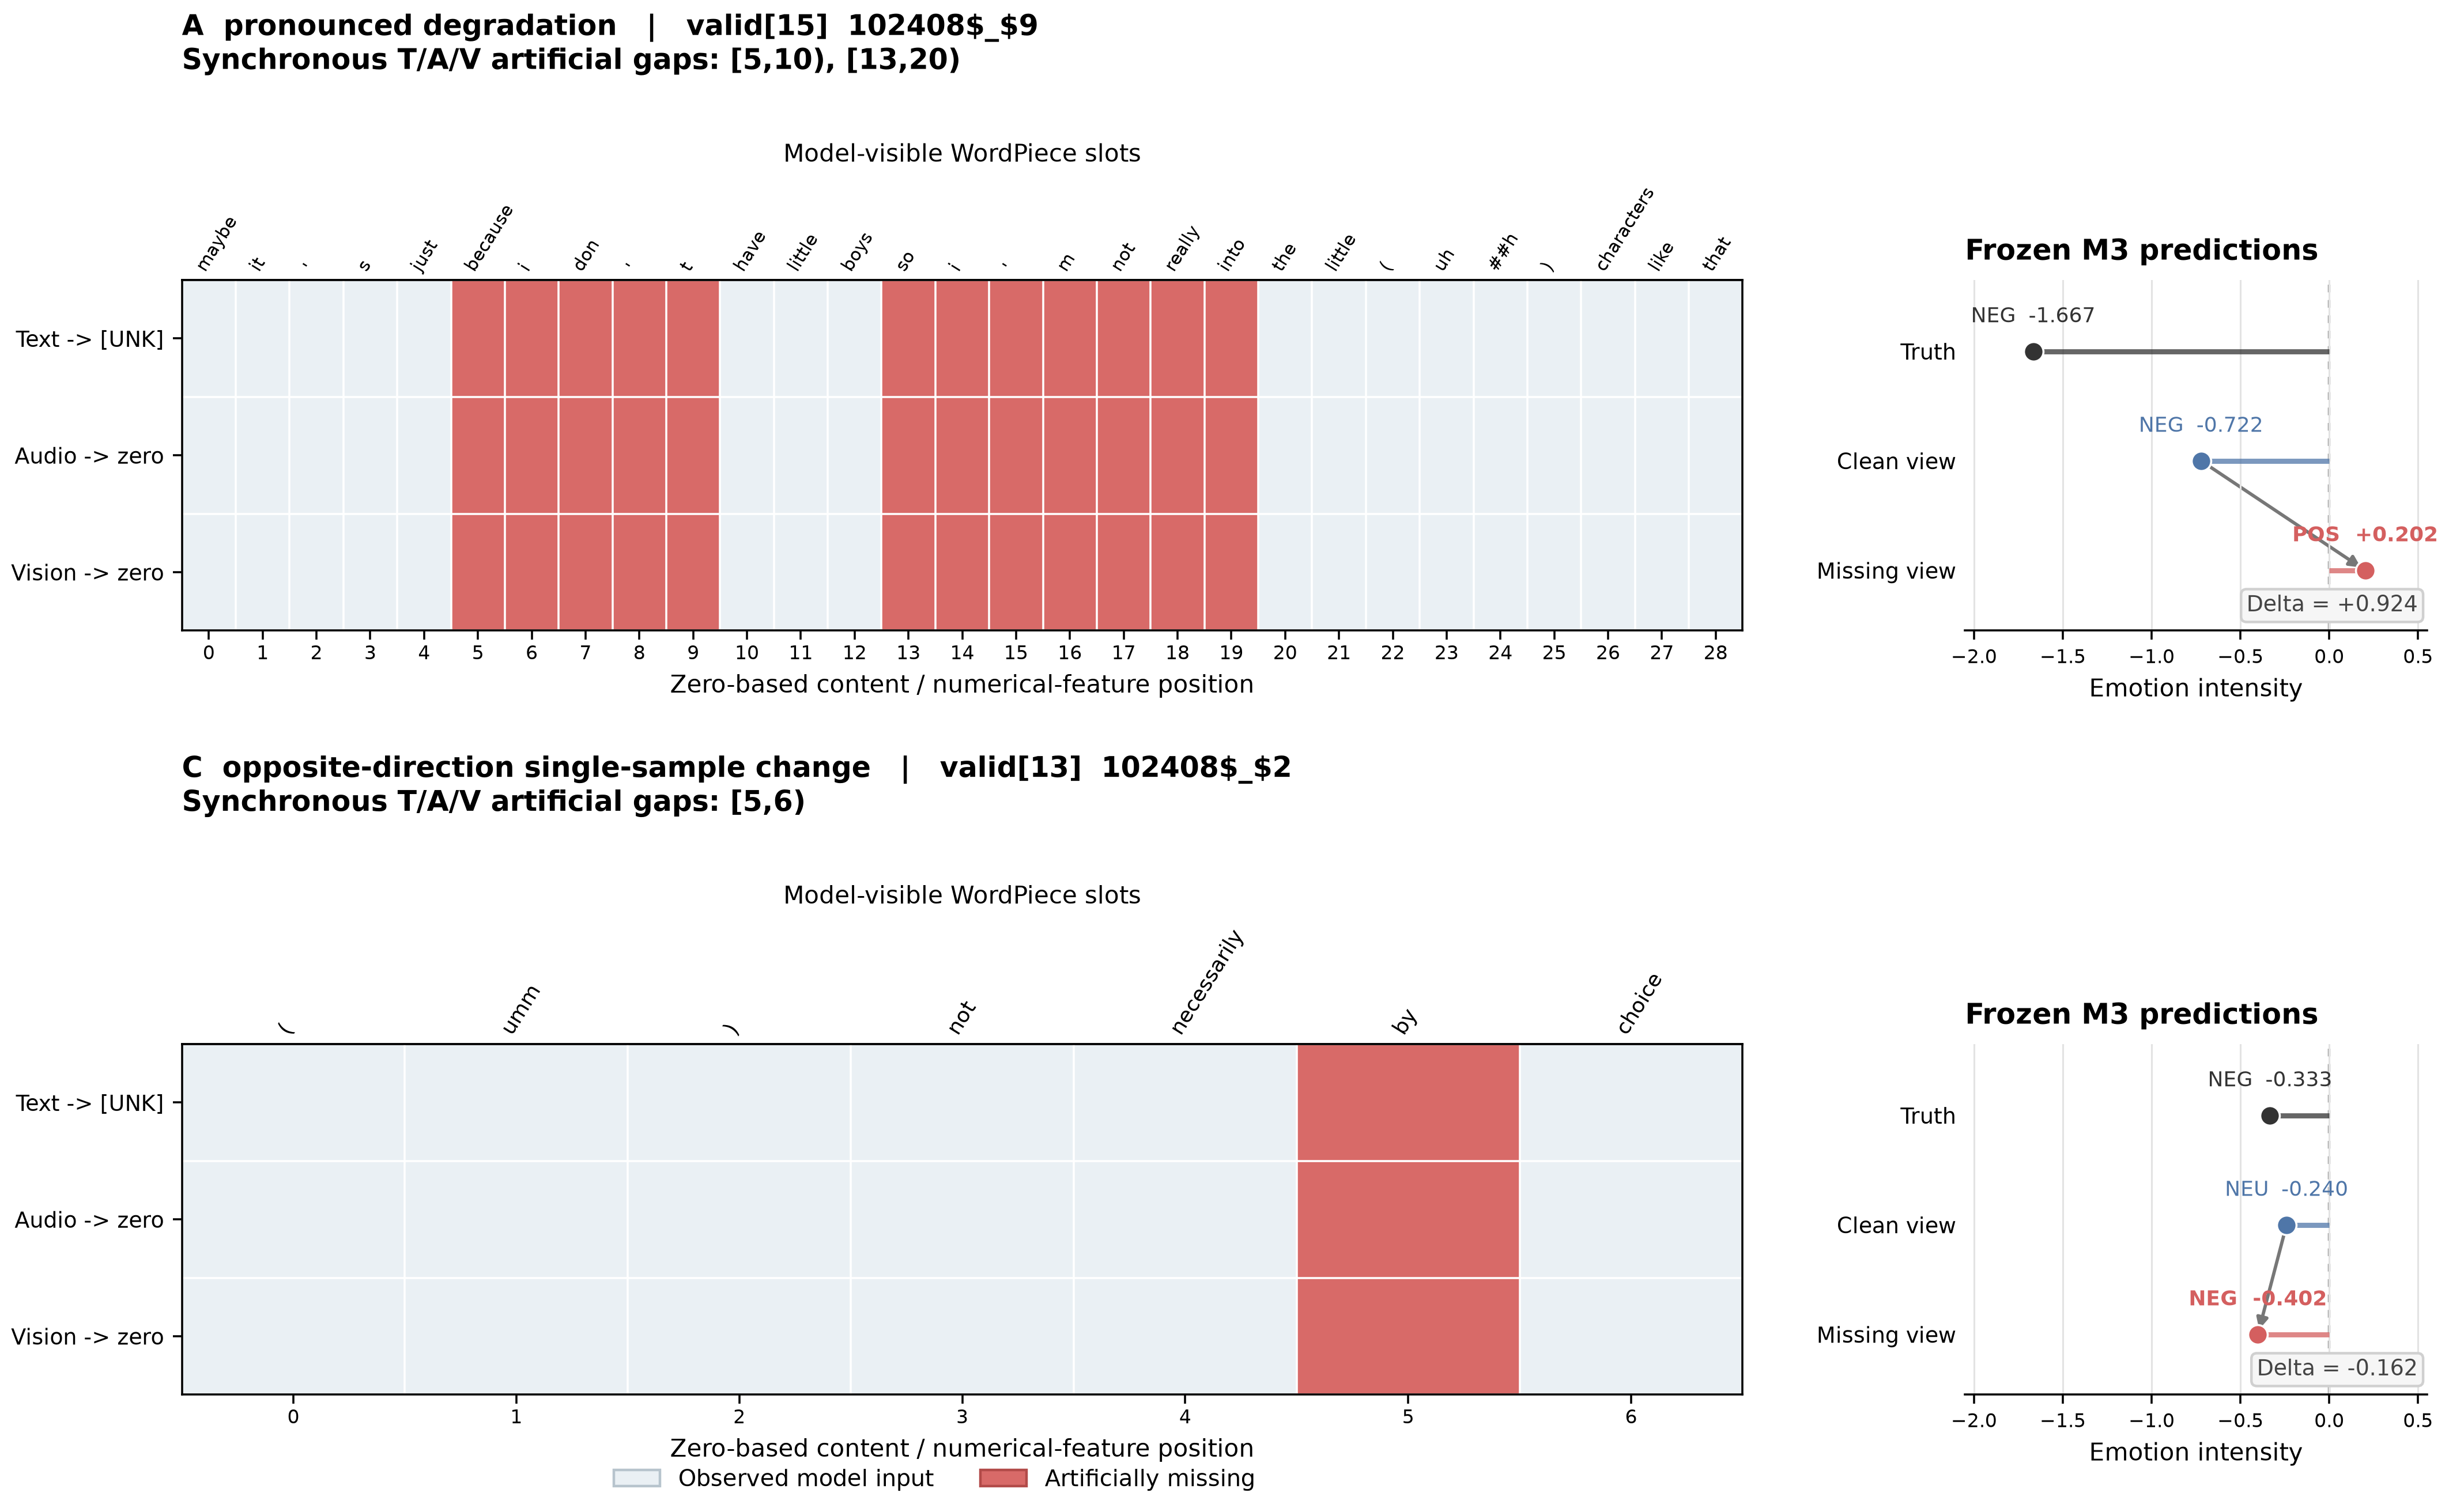 A  pronounced degradation   |   valid[15]  102408$_$9
Synchronous T/A/V artificial gaps: [5,10), [13,20)
Model-visible WordPiece slots
maybe it ' s just because i don ' t have little boys so i ' m not really into the little ( uh ##h ) characters like that
Text -> [UNK]
Audio -> zero
Vision -> zero
0 1 2 3 4 5 6 7 8 9 10 11 12 13 14 15 16 17 18 19 20 21 22 23 24 25 26 27 28
Zero-based content / numerical-feature position
Frozen M3 predictions
NEG -1.667
Truth
NEG -0.722
Clean view
POS +0.202
Missing view
Delta = +0.924
−2.0 −1.5 −1.0 −0.5 0.0 0.5
Emotion intensity
C  opposite-direction single-sample change   |   valid[13]  102408$_$2
Synchronous T/A/V artificial gaps: [5,6)
Model-visible WordPiece slots
( umm ) not necessarily by choice
Text -> [UNK]
Audio -> zero
Vision -> zero
0 1 2 3 4 5 6
Zero-based content / numerical-feature position
Observed model input
Artificially missing
Frozen M3 predictions
NEG -0.333
Truth
NEU -0.240
Clean view
NEG -0.402
Missing view
Delta = -0.162
−2.0 −1.5 −1.0 −0.5 0.0 0.5
Emotion intensity